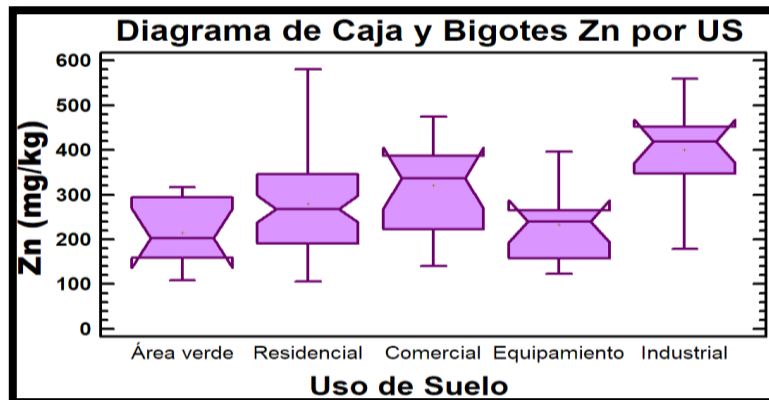 Diagrama de Caja y Bigotes Zn por US
Zn (mg/kg)
600
500
400
300
200
100
0
Área verde Residencial Comercial Equipamiento Industrial
Uso de Suelo